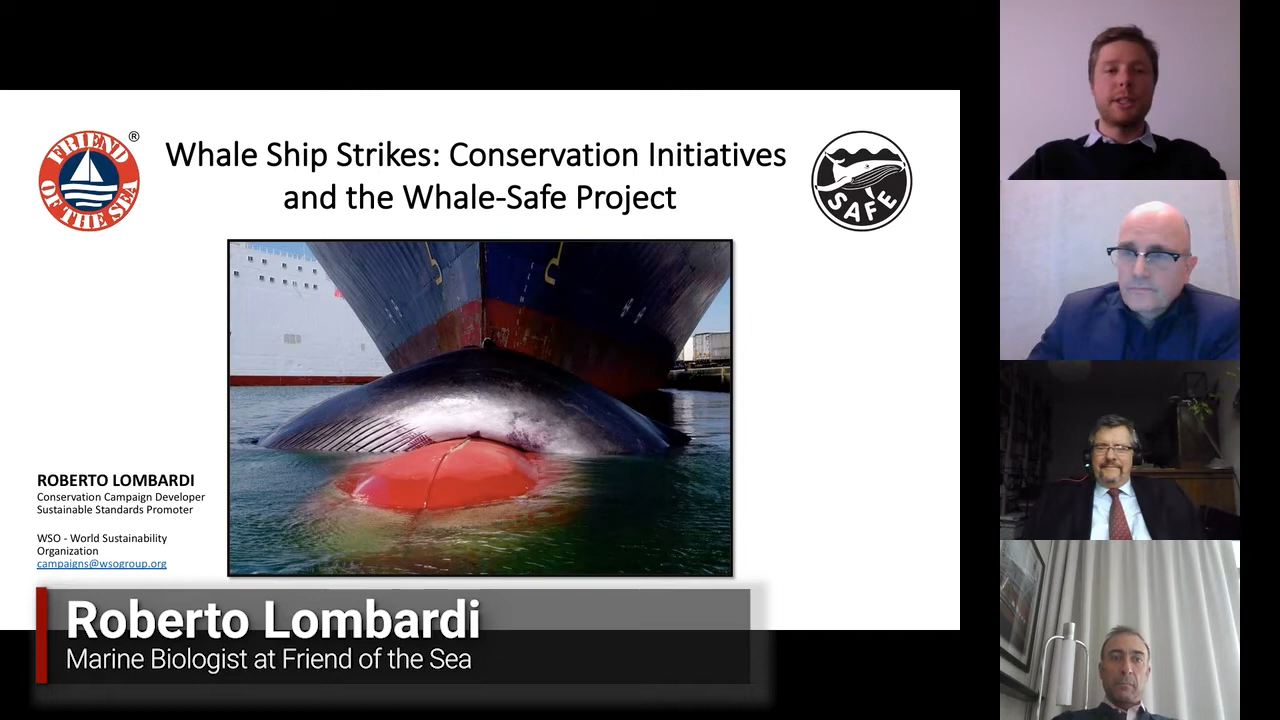 FRIEND
OF THE SEA
®
Whale Ship Strikes: Conservation Initiatives
and the Whale-Safe Project
SAFE
ROBERTO LOMBARDI
Conservation Campaign Developer
Sustainable Standards Promoter
WSO - World Sustainability
Organization
campaigns@wsogroup.org
Roberto Lombardi
Marine Biologist at Friend of the Sea